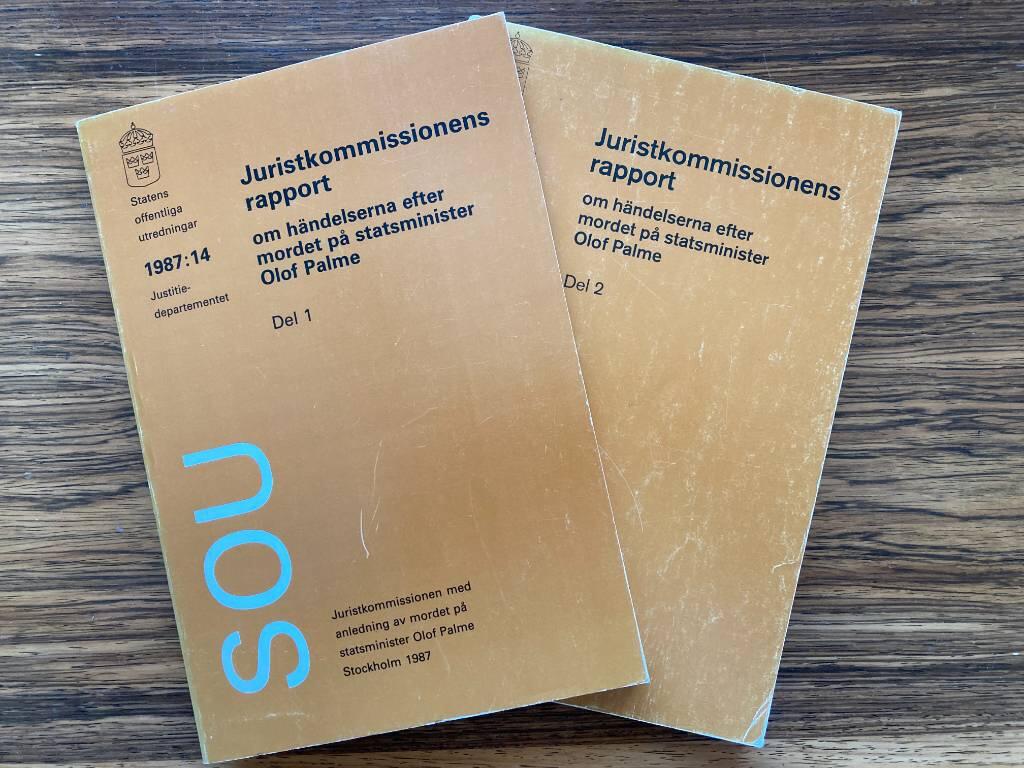 Statens
offentliga
utredningar
1987:14
Justitie-
departementet
Juristkommissionens
rapport
om händelserna efter
mordet på statsminister
Olof Palme
Del 1
SOU
Juristkommissionen med
anledning av mordet på
statsminister Olof Palme
Stockholm 1987
Juristkommissionens
rapport
om händelserna efter
mordet på statsminister
Olof Palme
Del 2